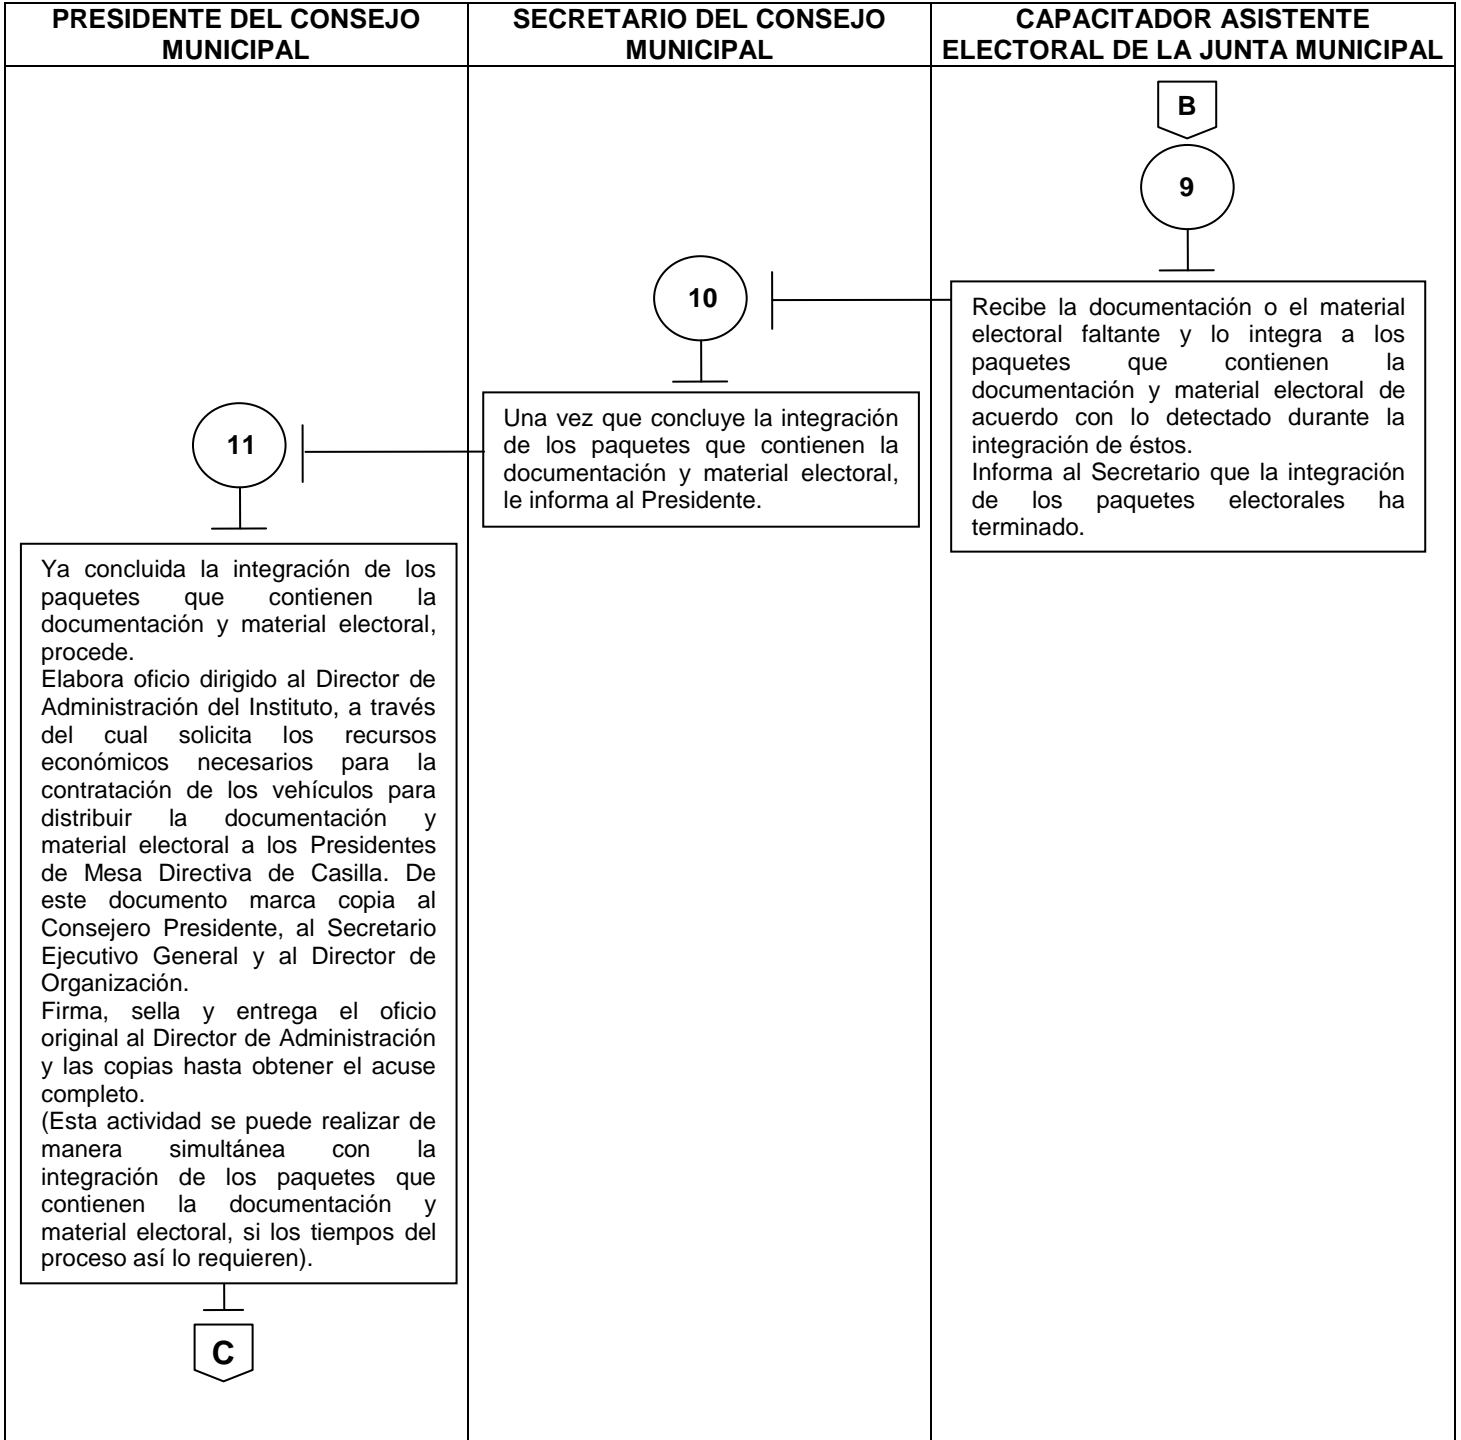 PRESIDENTE DEL CONSEJO
MUNICIPAL
SECRETARIO DEL CONSEJO
MUNICIPAL
CAPACITADOR ASISTENTE
ELECTORAL DE LA JUNTA MUNICIPAL
B
9
Recibe la documentación o el material
electoral faltante y lo integra a los
paquetes que contienen la
documentación y material electoral de
acuerdo con lo detectado durante la
integración de éstos.
Informa al Secretario que la integración
de los paquetes electorales ha
terminado.
10
Una vez que concluye la integración
de los paquetes que contienen la
documentación y material electoral,
le informa al Presidente.
11
Ya concluida la integración de los
paquetes que contienen la
documentación y material electoral,
procede.
Elabora oficio dirigido al Director de
Administración del Instituto, a través
del cual solicita los recursos
económicos necesarios para la
contratación de los vehículos para
distribuir la documentación y
material electoral a los Presidentes
de Mesa Directiva de Casilla. De
este documento marca copia al
Consejero Presidente, al Secretario
Ejecutivo General y al Director de
Organización.
Firma, sella y entrega el oficio
original al Director de Administración
y las copias hasta obtener el acuse
completo.
(Esta actividad se puede realizar de
manera simultánea con la
integración de los paquetes que
contienen la documentación y
material electoral, si los tiempos del
proceso así lo requieren).
C